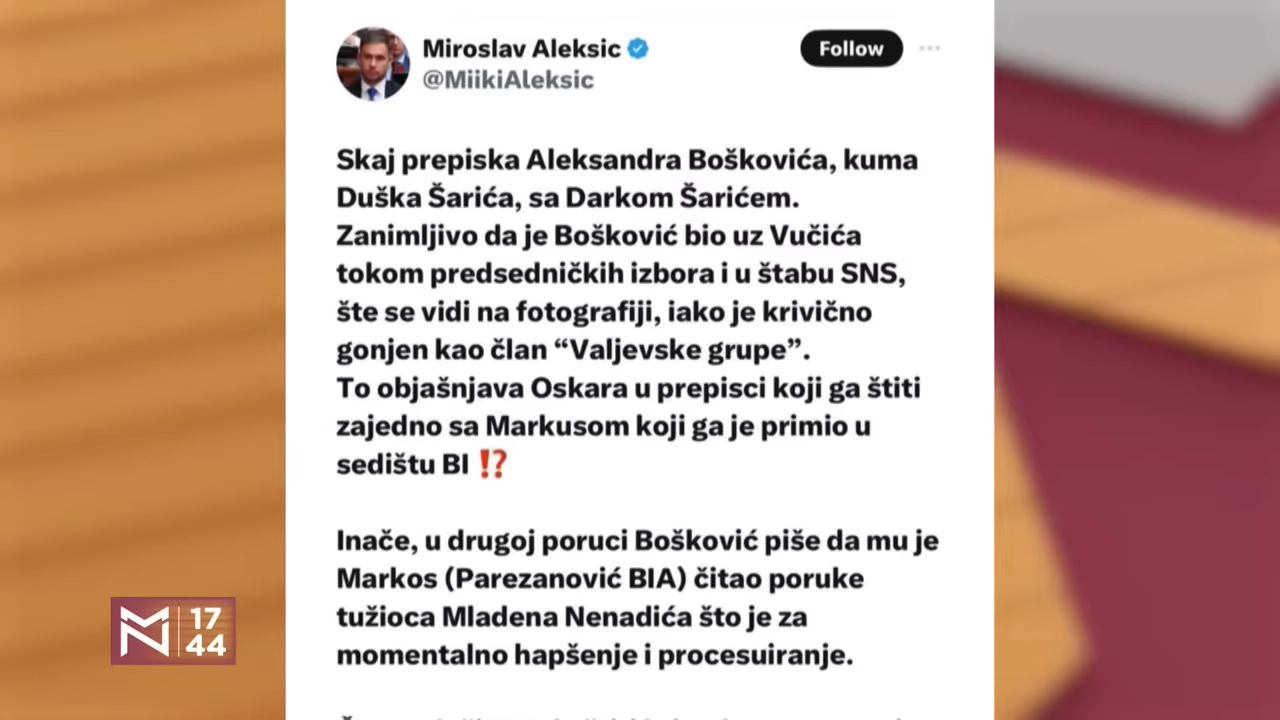 Miroslav Aleksic
@MiikiAleksic
Follow
Skaj prepiska Aleksandra Boškovića, kuma
Duška Šarića, sa Darkom Šarićem.
Zanimljivo da je Bošković bio uz Vučića
tokom predsedničkih izbora i u štabu SNS,
šte se vidi na fotografiji, iako je krivično
gonjen kao član “Valjevske grupe”.
To objašnjava Oskara u prepisci koji ga štiti
zajedno sa Markusom koji ga je primio u
sedištu BI ⁉️
Inače, u drugoj poruci Bošković piše da mu je
Markos (Parezanović BIA) čitao poruke
tužioca Mladena Nenadića što je za
momentalno hapšenje i procesuiranje.
17
44